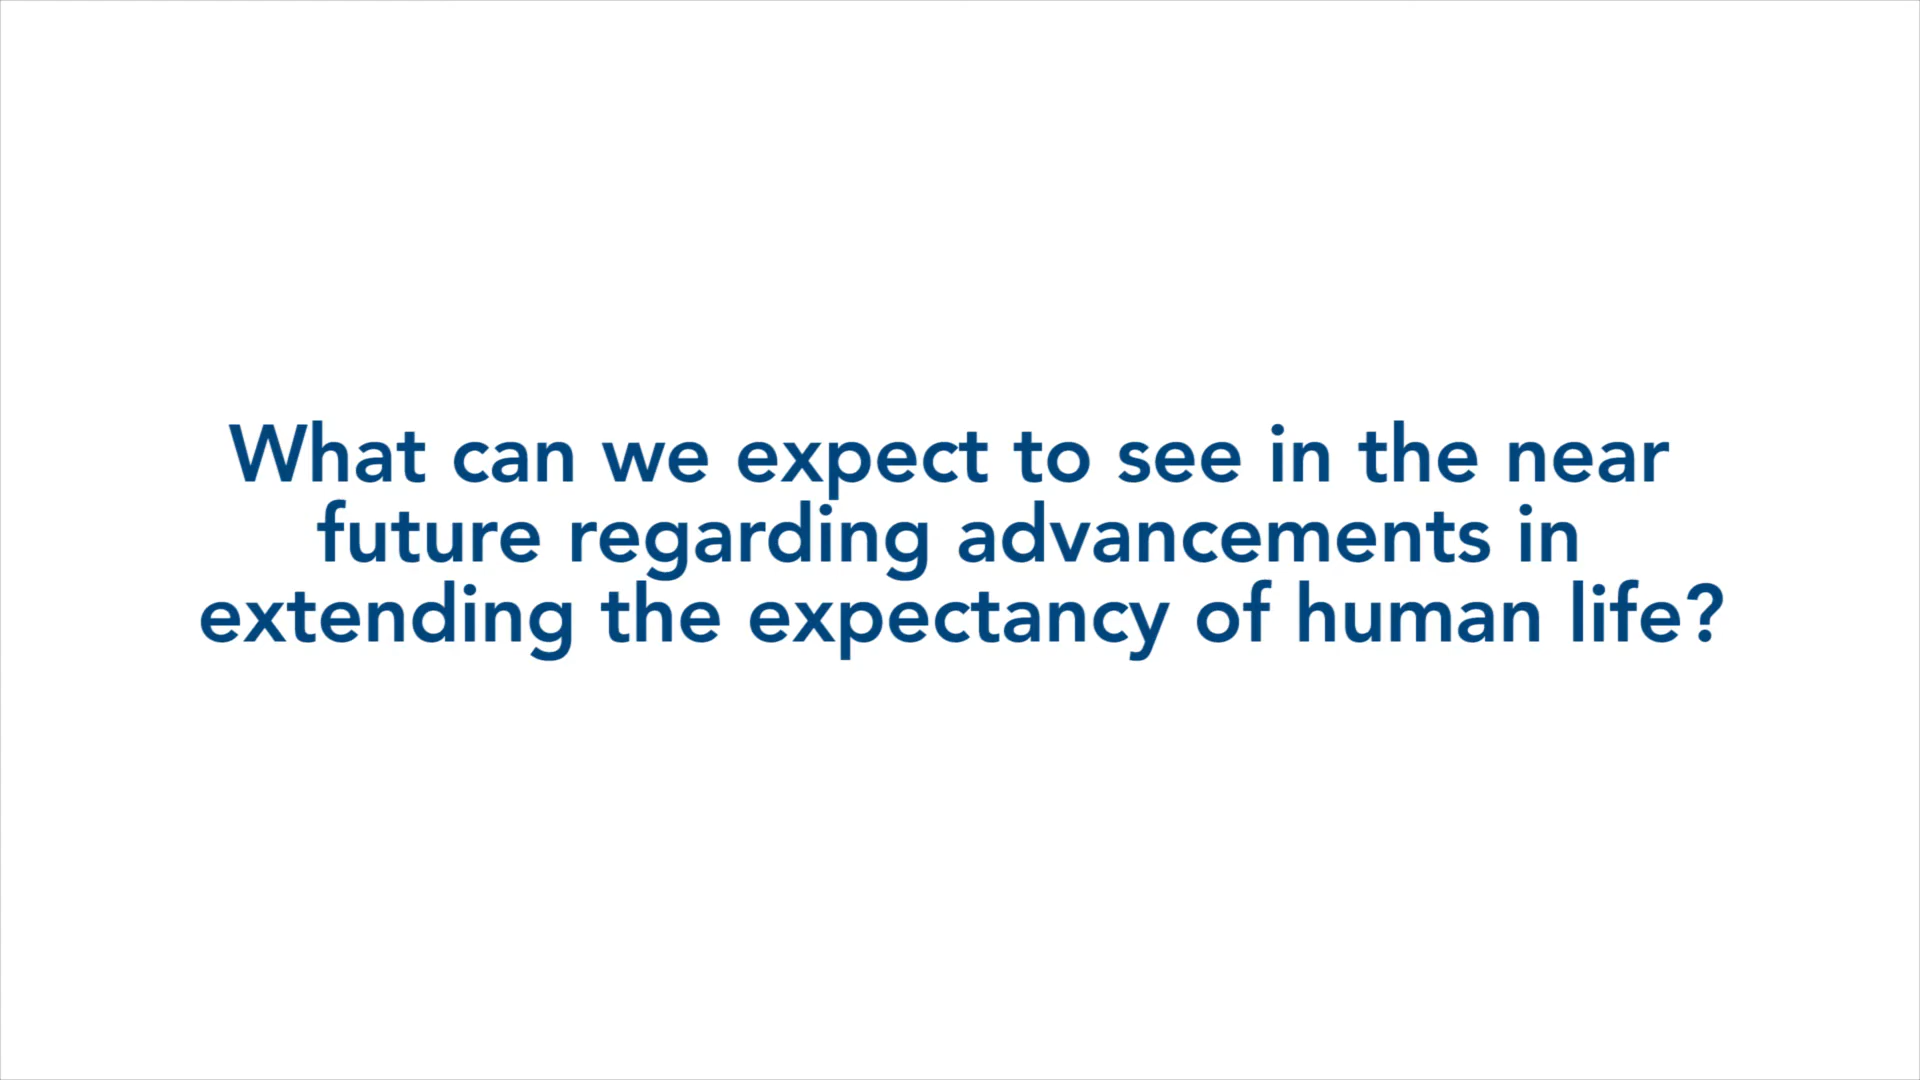 What can we expect to see in the near
future regarding advancements in
extending the expectancy of human life?